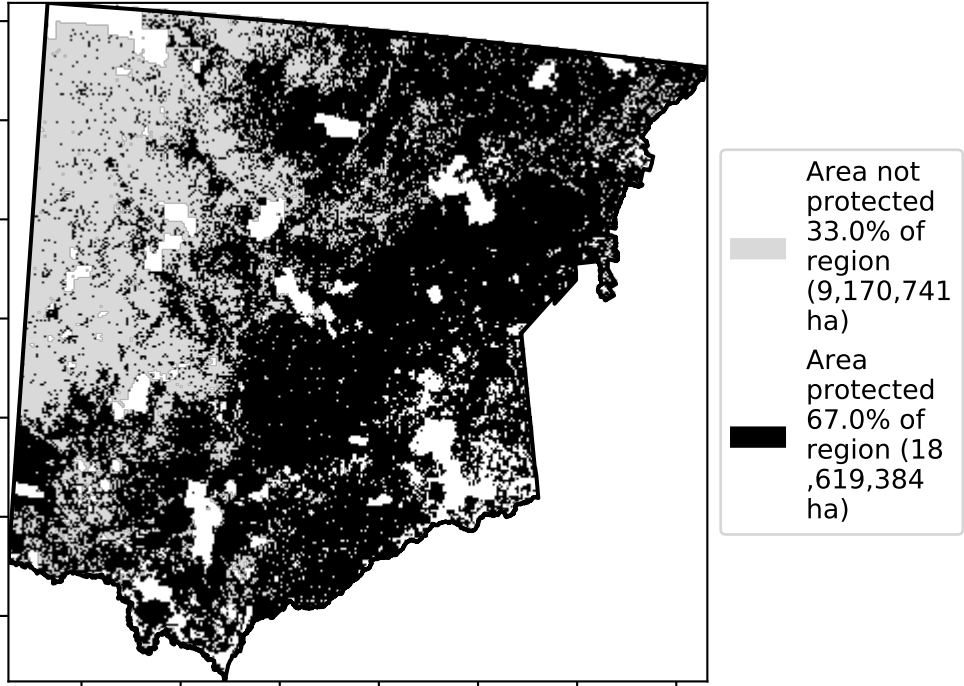 Area not
protected
33.0% of
region
(9,170,741
ha)
Area
protected
67.0% of
region (18
,619,384
ha)